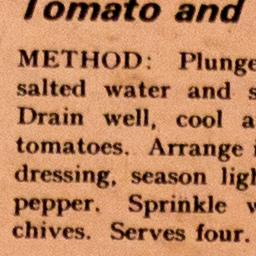 Tomato and
METHOD: Plunge
salted water and
Drain well, cool
tomatoes. Arrange
dressing, season
pepper. Sprinkle
chives. Serves four.